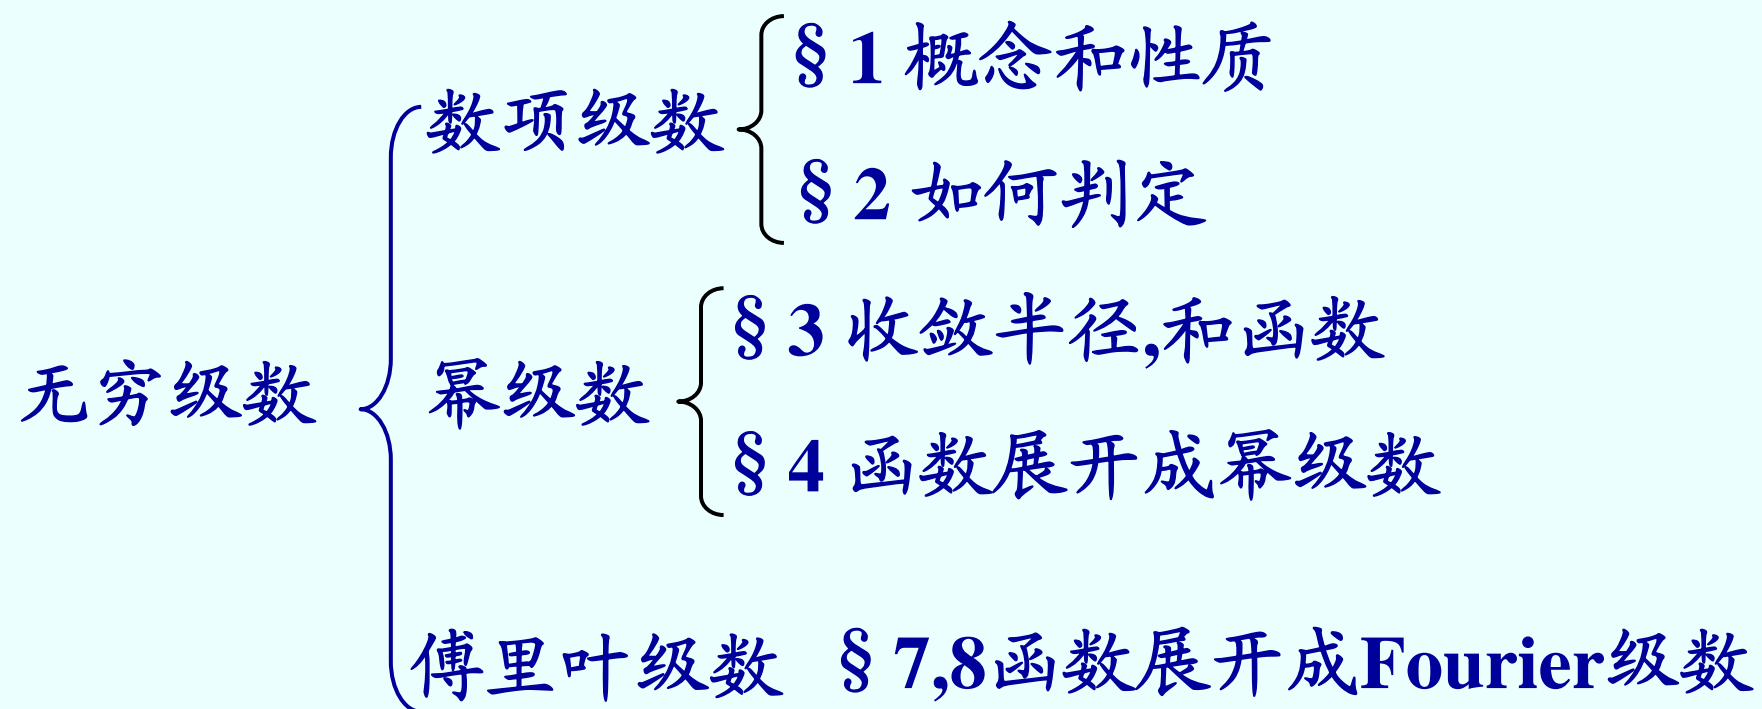 § 1 概念和性质
数项级数
§ 2 如何判定
§ 3 收敛半径,和函数
无穷级数
幂级数
§ 4 函数展开成幂级数
傅里叶级数 § 7,8函数展开成Fourier级数